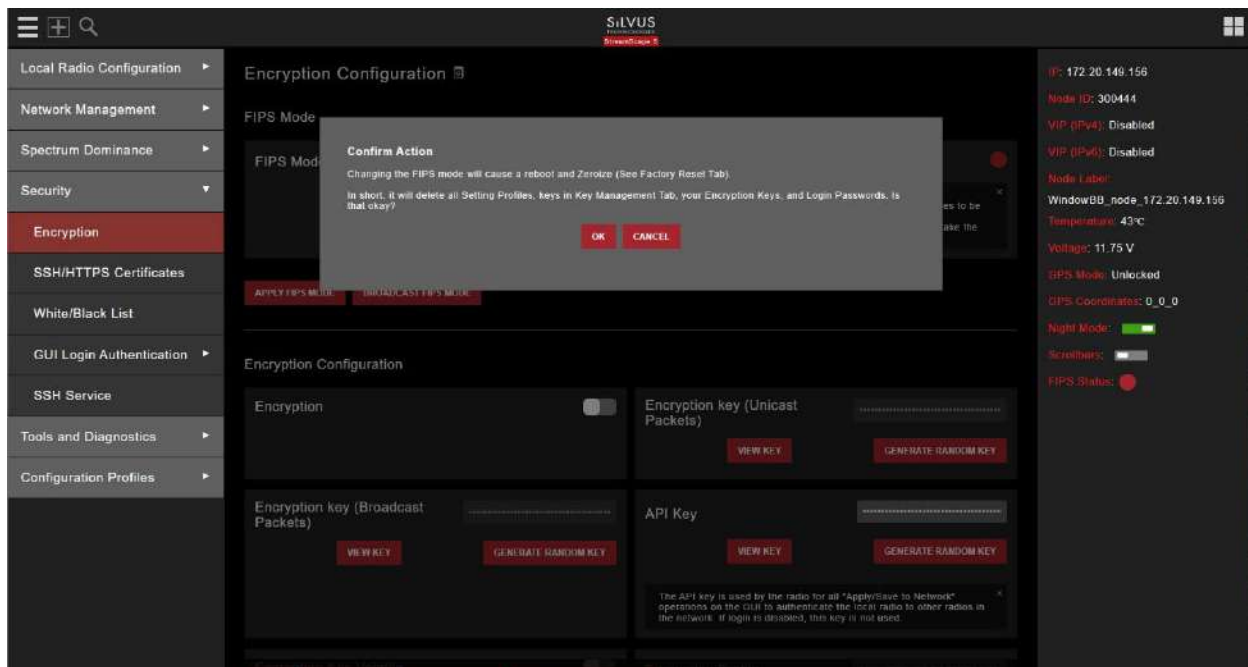 SiLVUS
TECHNOLOGIES
StreamScape 5
Local Radio Configuration
Network Management
Spectrum Dominance
Security
Encryption
SSH/HTTPS Certificates
White/Black List
GUI Login Authentication
SSH Service
Tools and Diagnostics
Configuration Profiles
Encryption Configuration
FIPS Mode
FIPS Mod
Confirm Action
Changing the FIPS mode will cause a reboot and Zeroize (See Factory Reset Tab).
In short, it will delete all Setting Profiles, keys in Key Management Tab, your Encryption Keys, and Login Passwords. Is
that okay?
OK
CANCEL
es to be
ake the
APPLY FIPS MODE
BROADCAST FIPS MODE
Encryption Configuration
Encryption
Encryption key (Unicast
Packets)
VIEW KEY
GENERATE RANDOM KEY
Encryption key (Broadcast
Packets)
VIEW KEY
GENERATE RANDOM KEY
API Key
VIEW KEY
GENERATE RANDOM KEY
The API key is used by the radio for all "Apply/Save to Network"
operations on the GUI to authenticate the local radio to other radios in
the network. If login is disabled, this key is not used.
IP: 172.20.149.156
Node ID: 300444
VIP (IPv4): Disabled
VIP (IPv6): Disabled
Node Label:
WindowBB_node_172.20.149.156
Temperature: 43°C
Voltage: 11.75 V
GPS Mode: Unlocked
GPS Coordinates: 0_0_0
Night Mode:
Scrollbars:
FIPS Status: